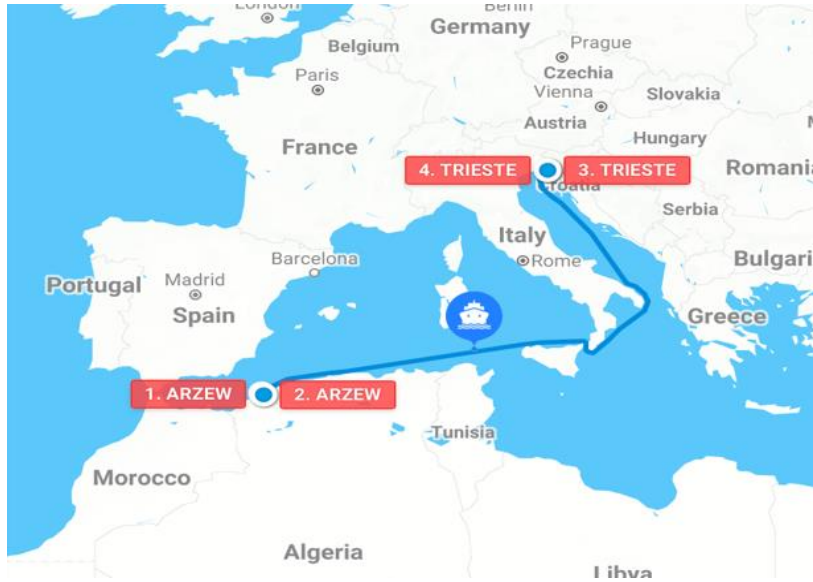 London
Berlin
Germany
Belgium
Prague
Paris
Czechia
Vienna
Slovakia
Austria
France
Hungary
4. TRIESTE
3. TRIESTE
Romania
Croatia
Serbia
Italy
Barcelona
Rome
Bulgari
Portugal
Madrid
Spain
Greece
1. ARZEW
2. ARZEW
Tunisia
Morocco
Algeria
Libya